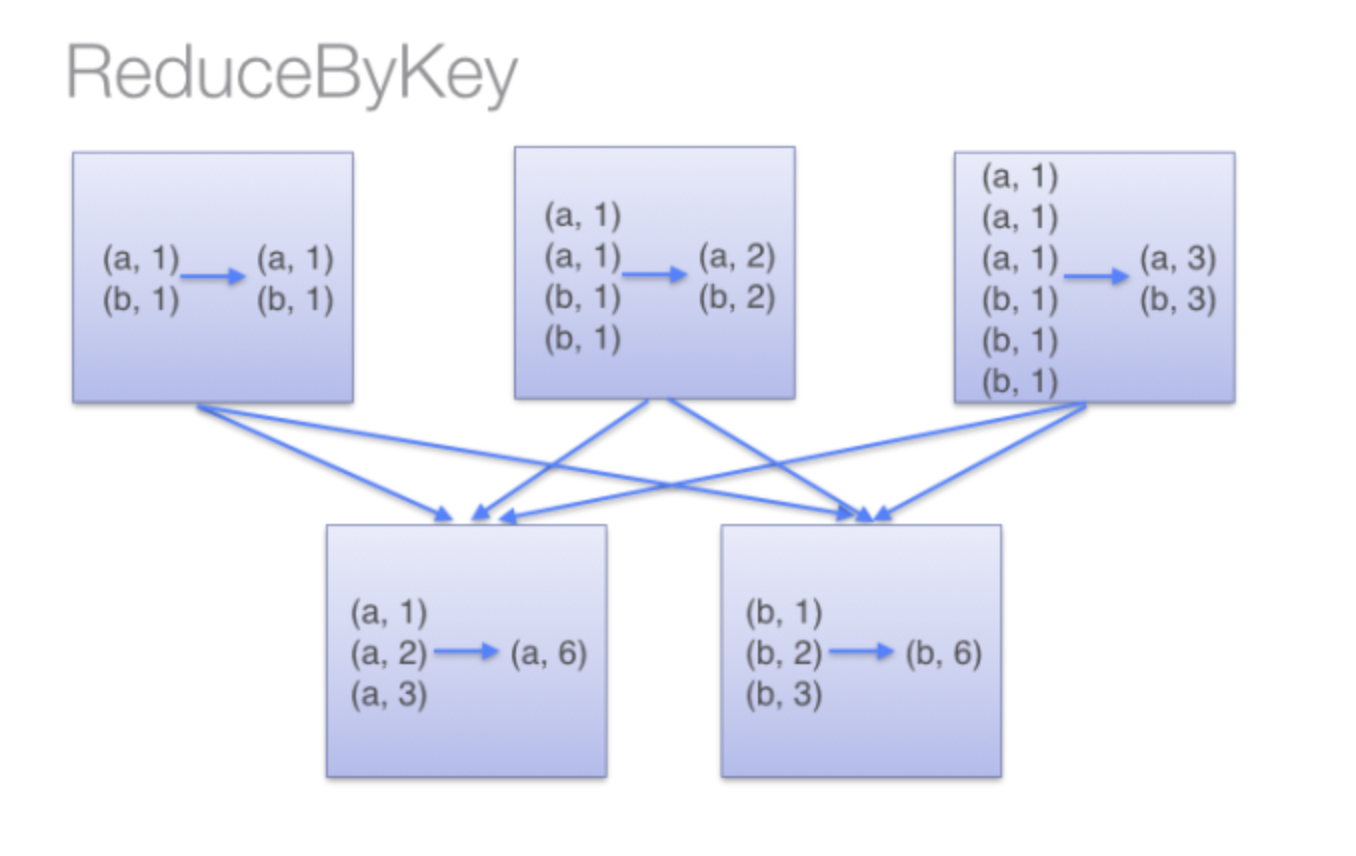 ReduceByKey
(a, 1)
(b, 1)
(a, 1)
(b, 1)
(a, 1)
(a, 1)
(b, 1)
(b, 1)
(a, 2)
(b, 2)
(a, 1)
(a, 1)
(a, 1)
(b, 1)
(b, 1)
(b, 1)
(a, 3)
(b, 3)
(a, 1)
(a, 2)
(a, 3)
(a, 6)
(b, 1)
(b, 2)
(b, 3)
(b, 6)